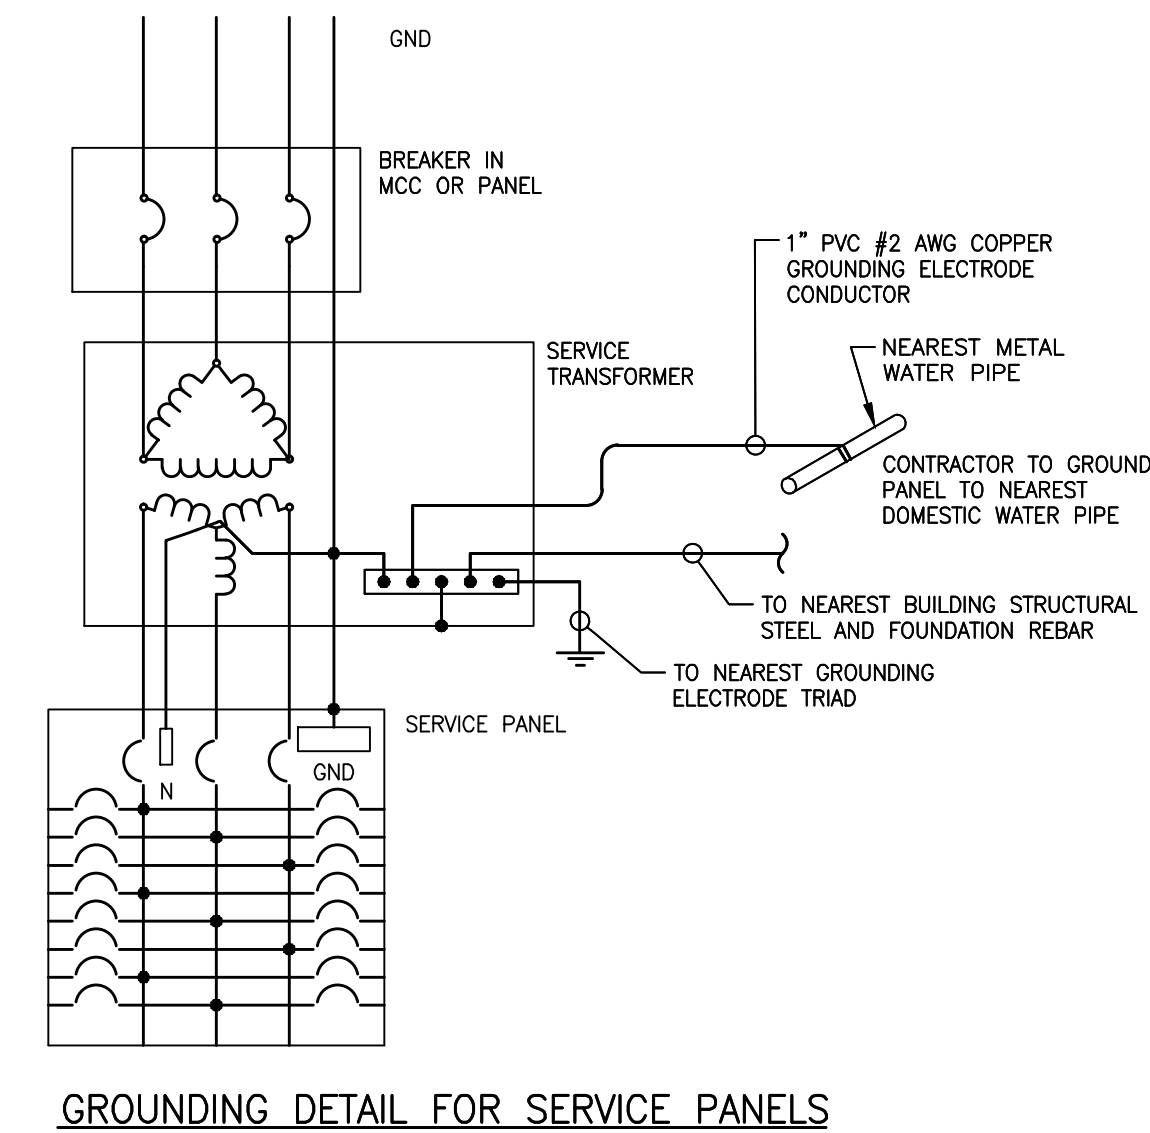 GND
BREAKER IN
MCC OR PANEL
1" PVC #2 AWG COPPER
GROUNDING ELECTRODE
CONDUCTOR
SERVICE
TRANSFORMER
NEAREST METAL
WATER PIPE
CONTRACTOR TO GROUND
PANEL TO NEAREST
DOMESTIC WATER PIPE
TO NEAREST BUILDING STRUCTURAL
STEEL AND FOUNDATION REBAR
TO NEAREST GROUNDING
ELECTRODE TRIAD
SERVICE PANEL
GND
N
GROUNDING DETAIL FOR SERVICE PANELS